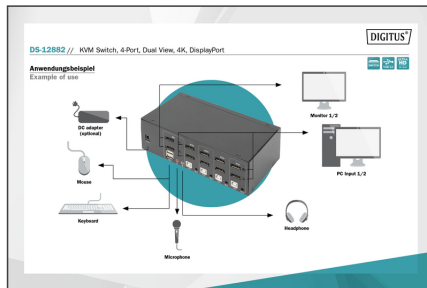 DIGITUS®
DS-12882 // KVM Switch, 4-Port, Dual View, 4K, DisplayPort
Anwendungsbeispiel
Example of use
DC adapter
(optional)
Monitor 1/2
Mouse
PC Input 1/2
Keyboard
Headphone
Microphone